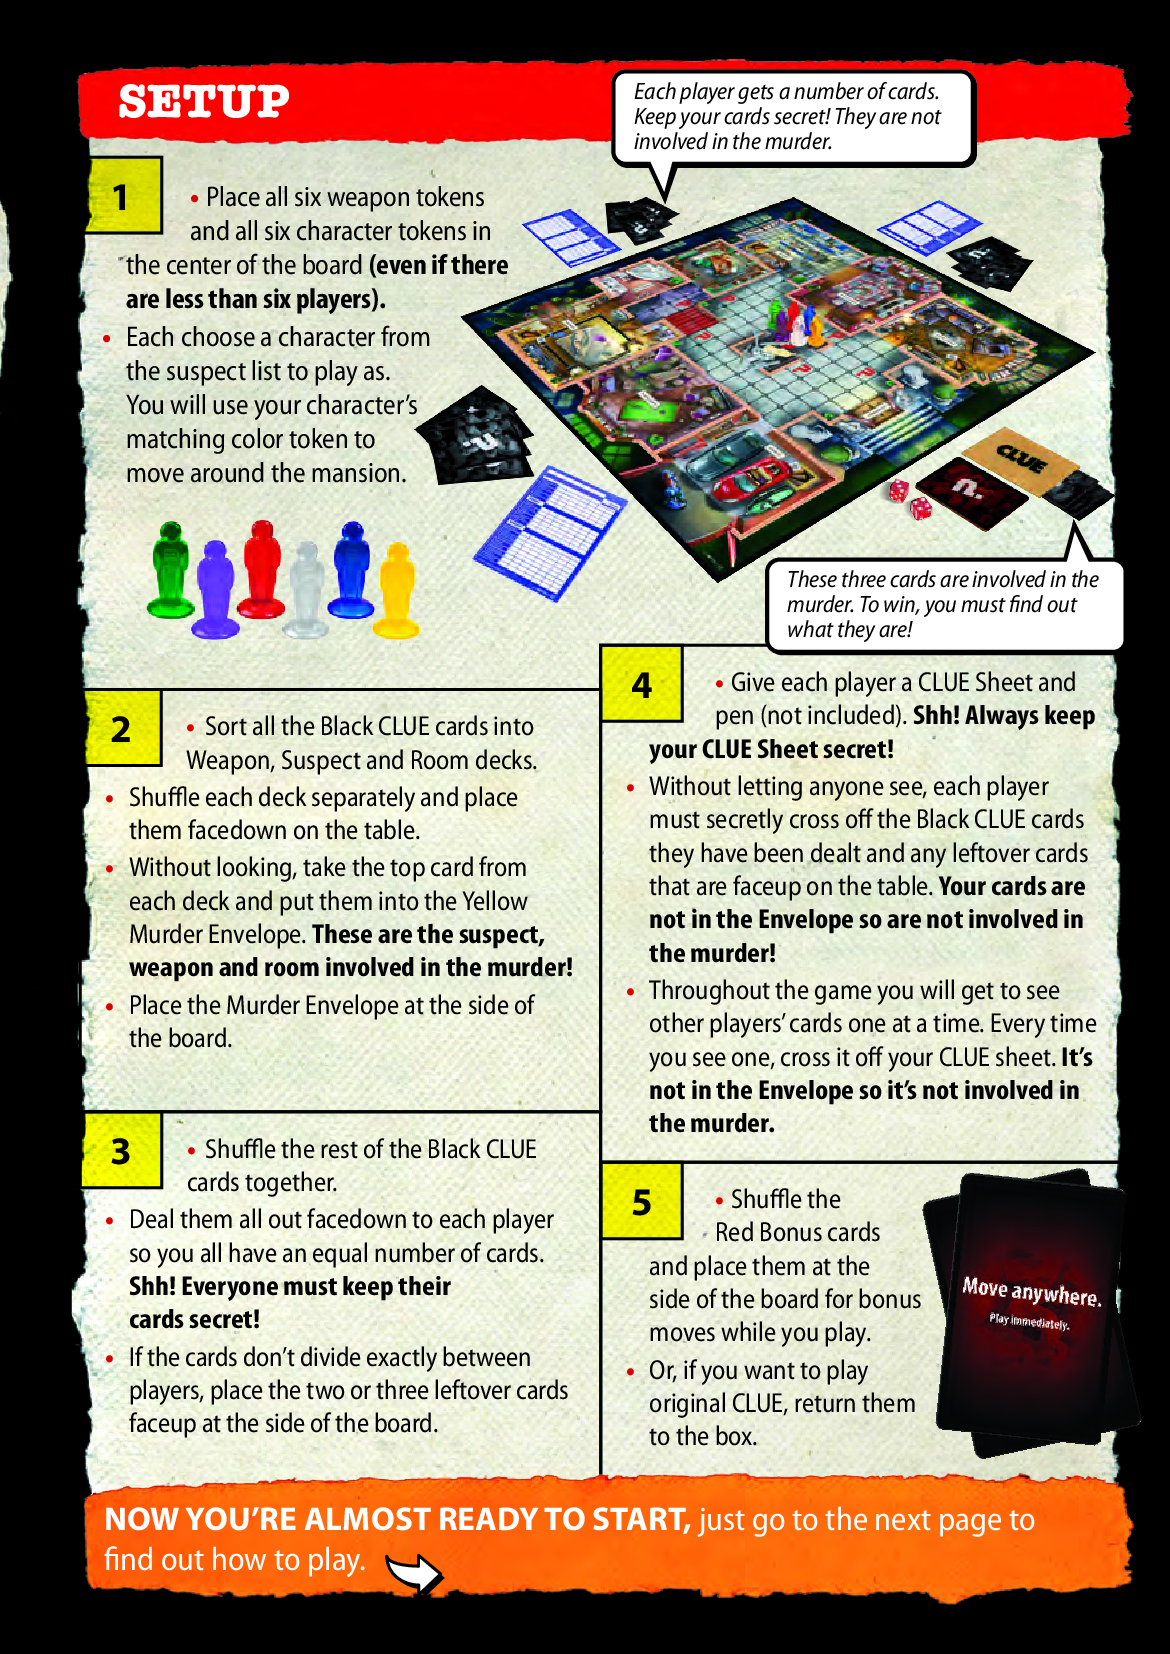 SETUP
Each player gets a number of cards.
Keep your cards secret! They are not
involved in the murder.
1
• Place all six weapon tokens
and all six character tokens in
the center of the board (even if there
are less than six players).
• Each choose a character from
the suspect list to play as.
You will use your character's
matching color token to
move around the mansion.
CLUE
These three cards are involved in the
murder. To win, you must find out
what they are!
2
• Sort all the Black CLUE cards into
Weapon, Suspect and Room decks.
• Shuffle each deck separately and place
them facedown on the table.
• Without looking, take the top card from
each deck and put them into the Yellow
Murder Envelope. These are the suspect,
weapon and room involved in the murder!
• Place the Murder Envelope at the side of
the board.
3
• Shuffle the rest of the Black CLUE
cards together.
• Deal them all out facedown to each player
so you all have an equal number of cards.
Shh! Everyone must keep their
cards secret!
• If the cards don't divide exactly between
players, place the two or three leftover cards
faceup at the side of the board.
4
• Give each player a CLUE Sheet and
pen (not included). Shh! Always keep
your CLUE Sheet secret!
• Without letting anyone see, each player
must secretly cross off the Black CLUE cards
they have been dealt and any leftover cards
that are faceup on the table. Your cards are
not in the Envelope so are not involved in
the murder!
• Throughout the game you will get to see
other players' cards one at a time. Every time
you see one, cross it off your CLUE sheet. It's
not in the Envelope so it's not involved in
the murder.
5
• Shuffle the
Red Bonus cards
and place them at the
side of the board for bonus
moves while you play.
• Or, if you want to play
original CLUE, return them
to the box.
Move anywhere.
Play immediately.
NOW YOU'RE ALMOST READY TO START, just go to the next page to
find out how to play.